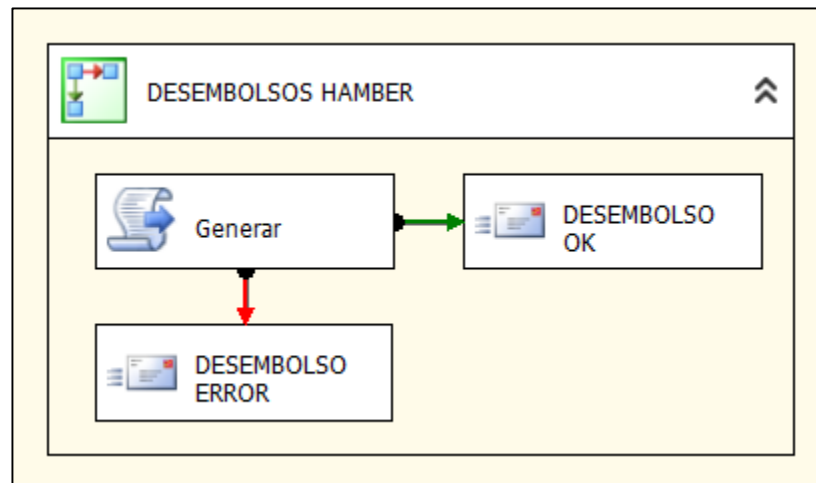 DESEMBOLSOS HAMBER
Generar
DESEMBOLSO
OK
DESEMBOLSO
ERROR